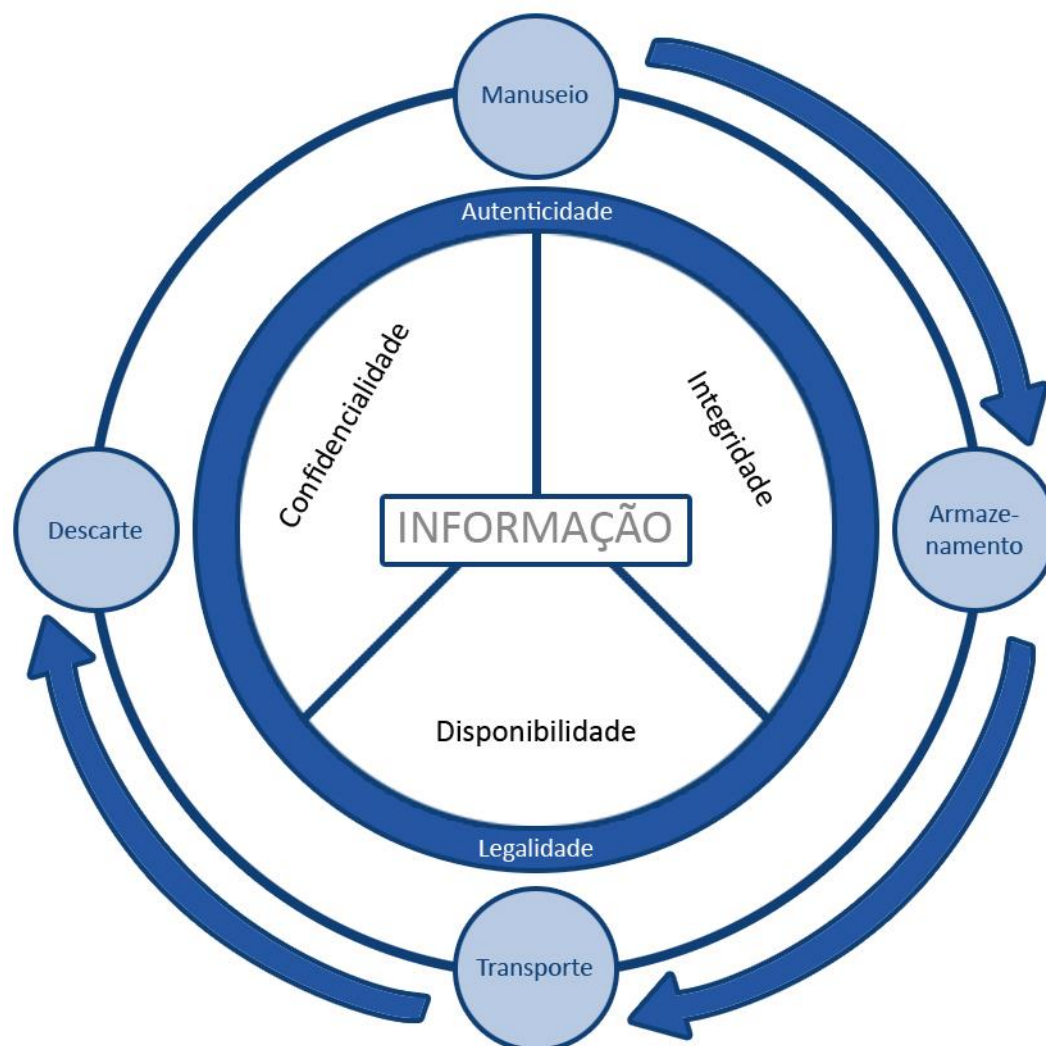 Manuseio
Autenticidade
Confidencialidade
Integridade
INFORMAÇÃO
Descarte
Armaze-
namento
Disponibilidade
Legalidade
Transporte